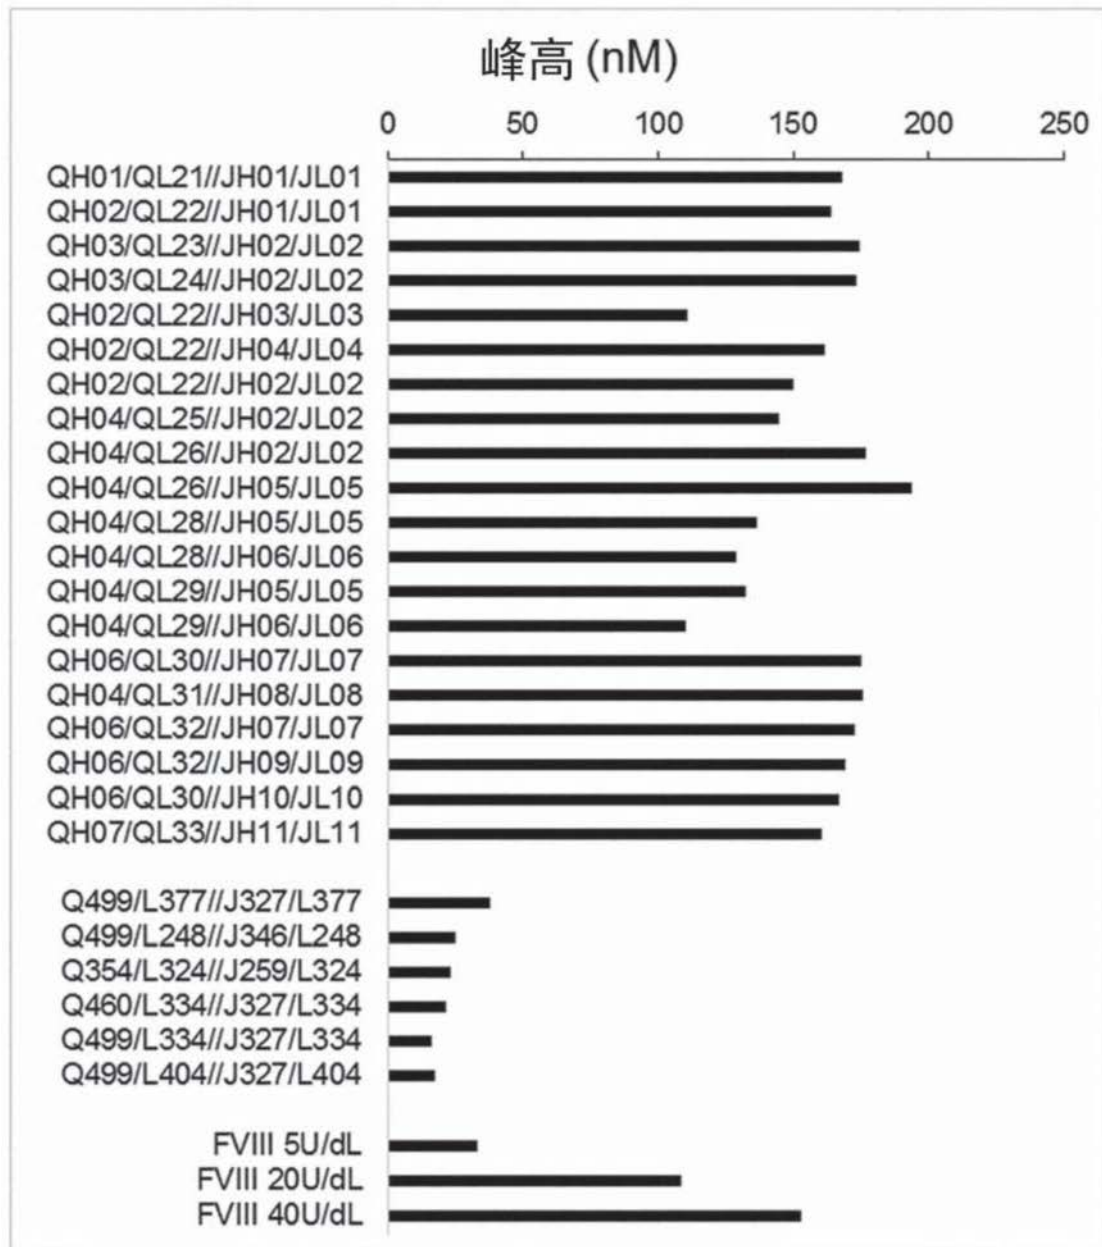 峰高 (nM)
0 50 100 150 200 250
QH01/QL21//JH01/JL01
QH02/QL22//JH01/JL01
QH03/QL23//JH02/JL02
QH03/QL24//JH02/JL02
QH02/QL22//JH03/JL03
QH02/QL22//JH04/JL04
QH02/QL22//JH02/JL02
QH04/QL25//JH02/JL02
QH04/QL26//JH02/JL02
QH04/QL26//JH05/JL05
QH04/QL28//JH05/JL05
QH04/QL28//JH06/JL06
QH04/QL29//JH05/JL05
QH04/QL29//JH06/JL06
QH06/QL30//JH07/JL07
QH04/QL31//JH08/JL08
QH06/QL32//JH07/JL07
QH06/QL32//JH09/JL09
QH06/QL30//JH10/JL10
QH07/QL33//JH11/JL11
Q499/L377//J327/L377
Q499/L248//J346/L248
Q354/L324//J259/L324
Q460/L334//J327/L334
Q499/L334//J327/L334
Q499/L404//J327/L404
FVIII 5U/dL
FVIII 20U/dL
FVIII 40U/dL